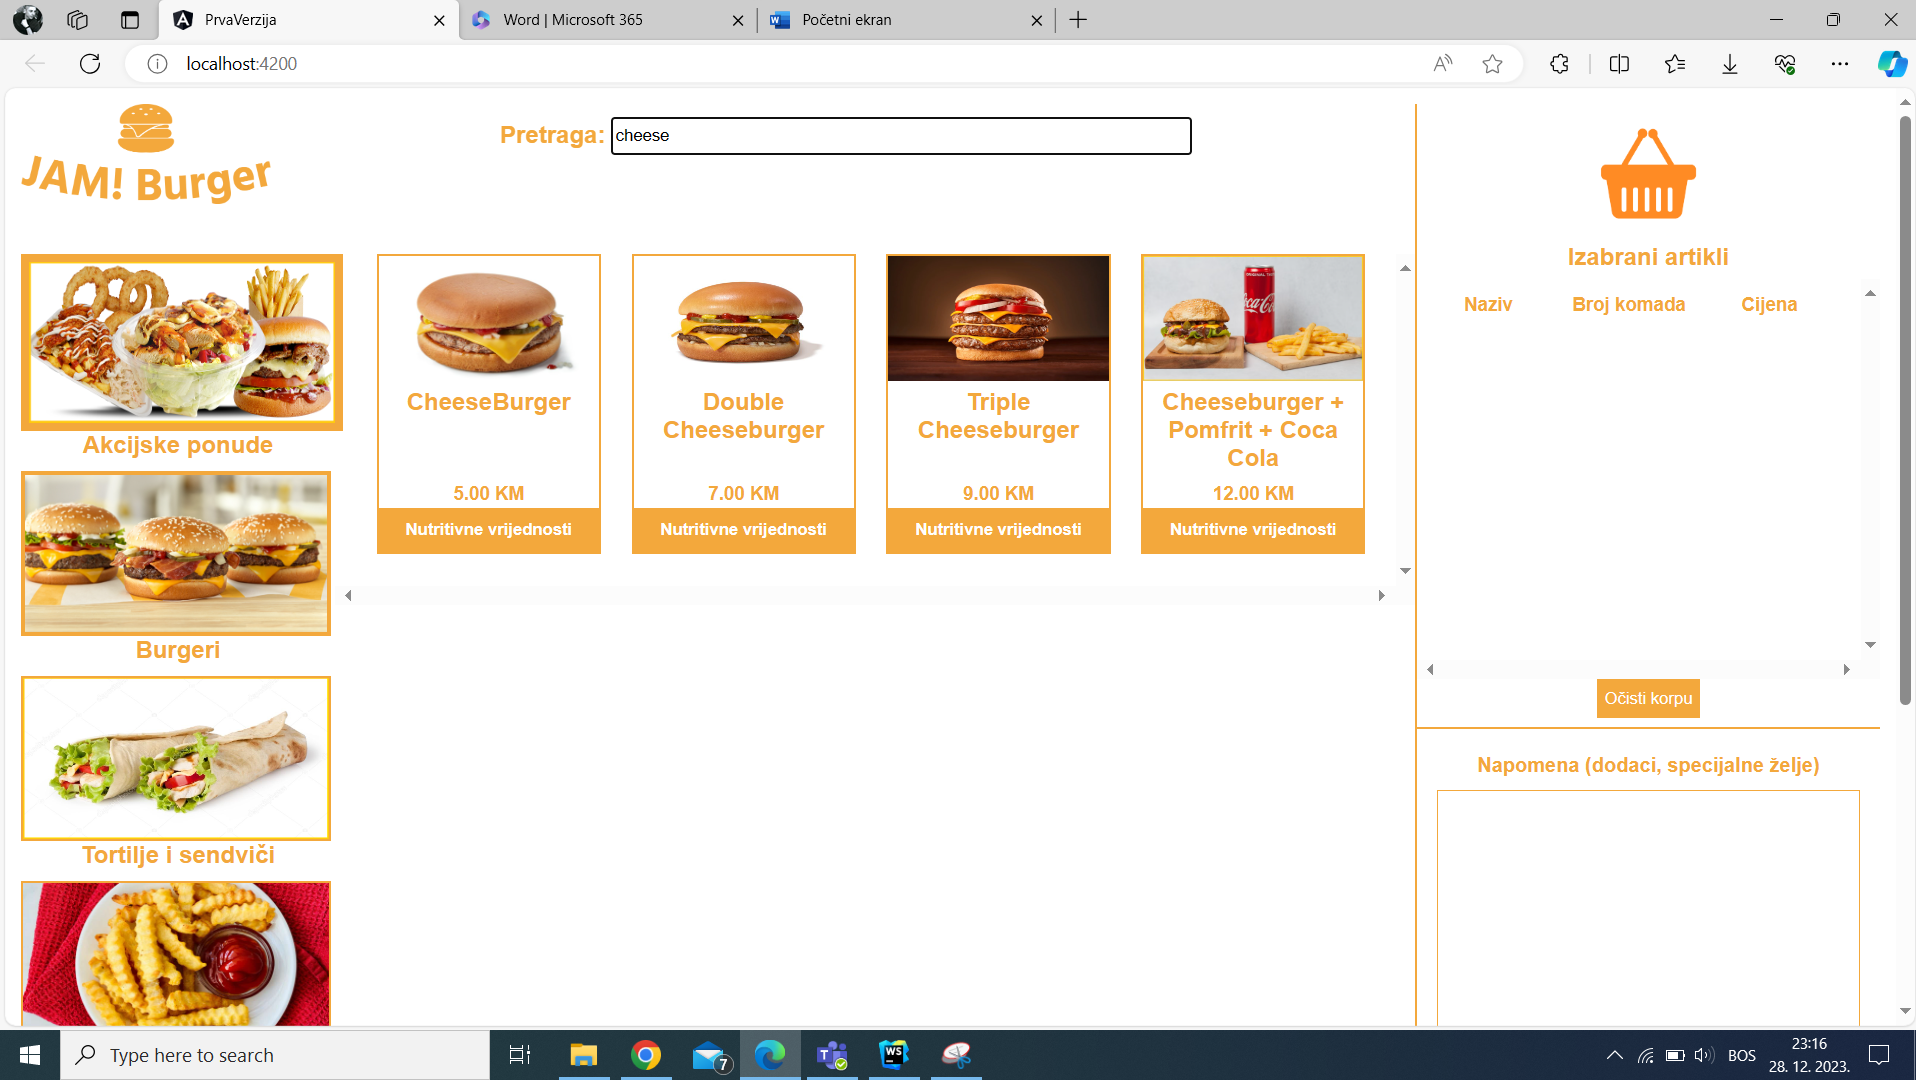 PrvaVerzija
Word | Microsoft 365
Početni ekran
localhost:4200
JAM! Burger
Pretraga: cheese
Akcijske ponude
Burgeri
Tortilje i sendviči
CheeseBurger
5.00 KM
Nutritivne vrijednosti
Double
Cheeseburger
7.00 KM
Nutritivne vrijednosti
Triple
Cheeseburger
9.00 KM
Nutritivne vrijednosti
Coca-Cola
Cheeseburger +
Pomfrit + Coca
Cola
12.00 KM
Nutritivne vrijednosti
Izabrani artikli
Naziv Broj komada Cijena
Očisti korpu
Napomena (dodaci, specijalne želje)
Type here to search
7
WS
BOS
23:16
28. 12. 2023.